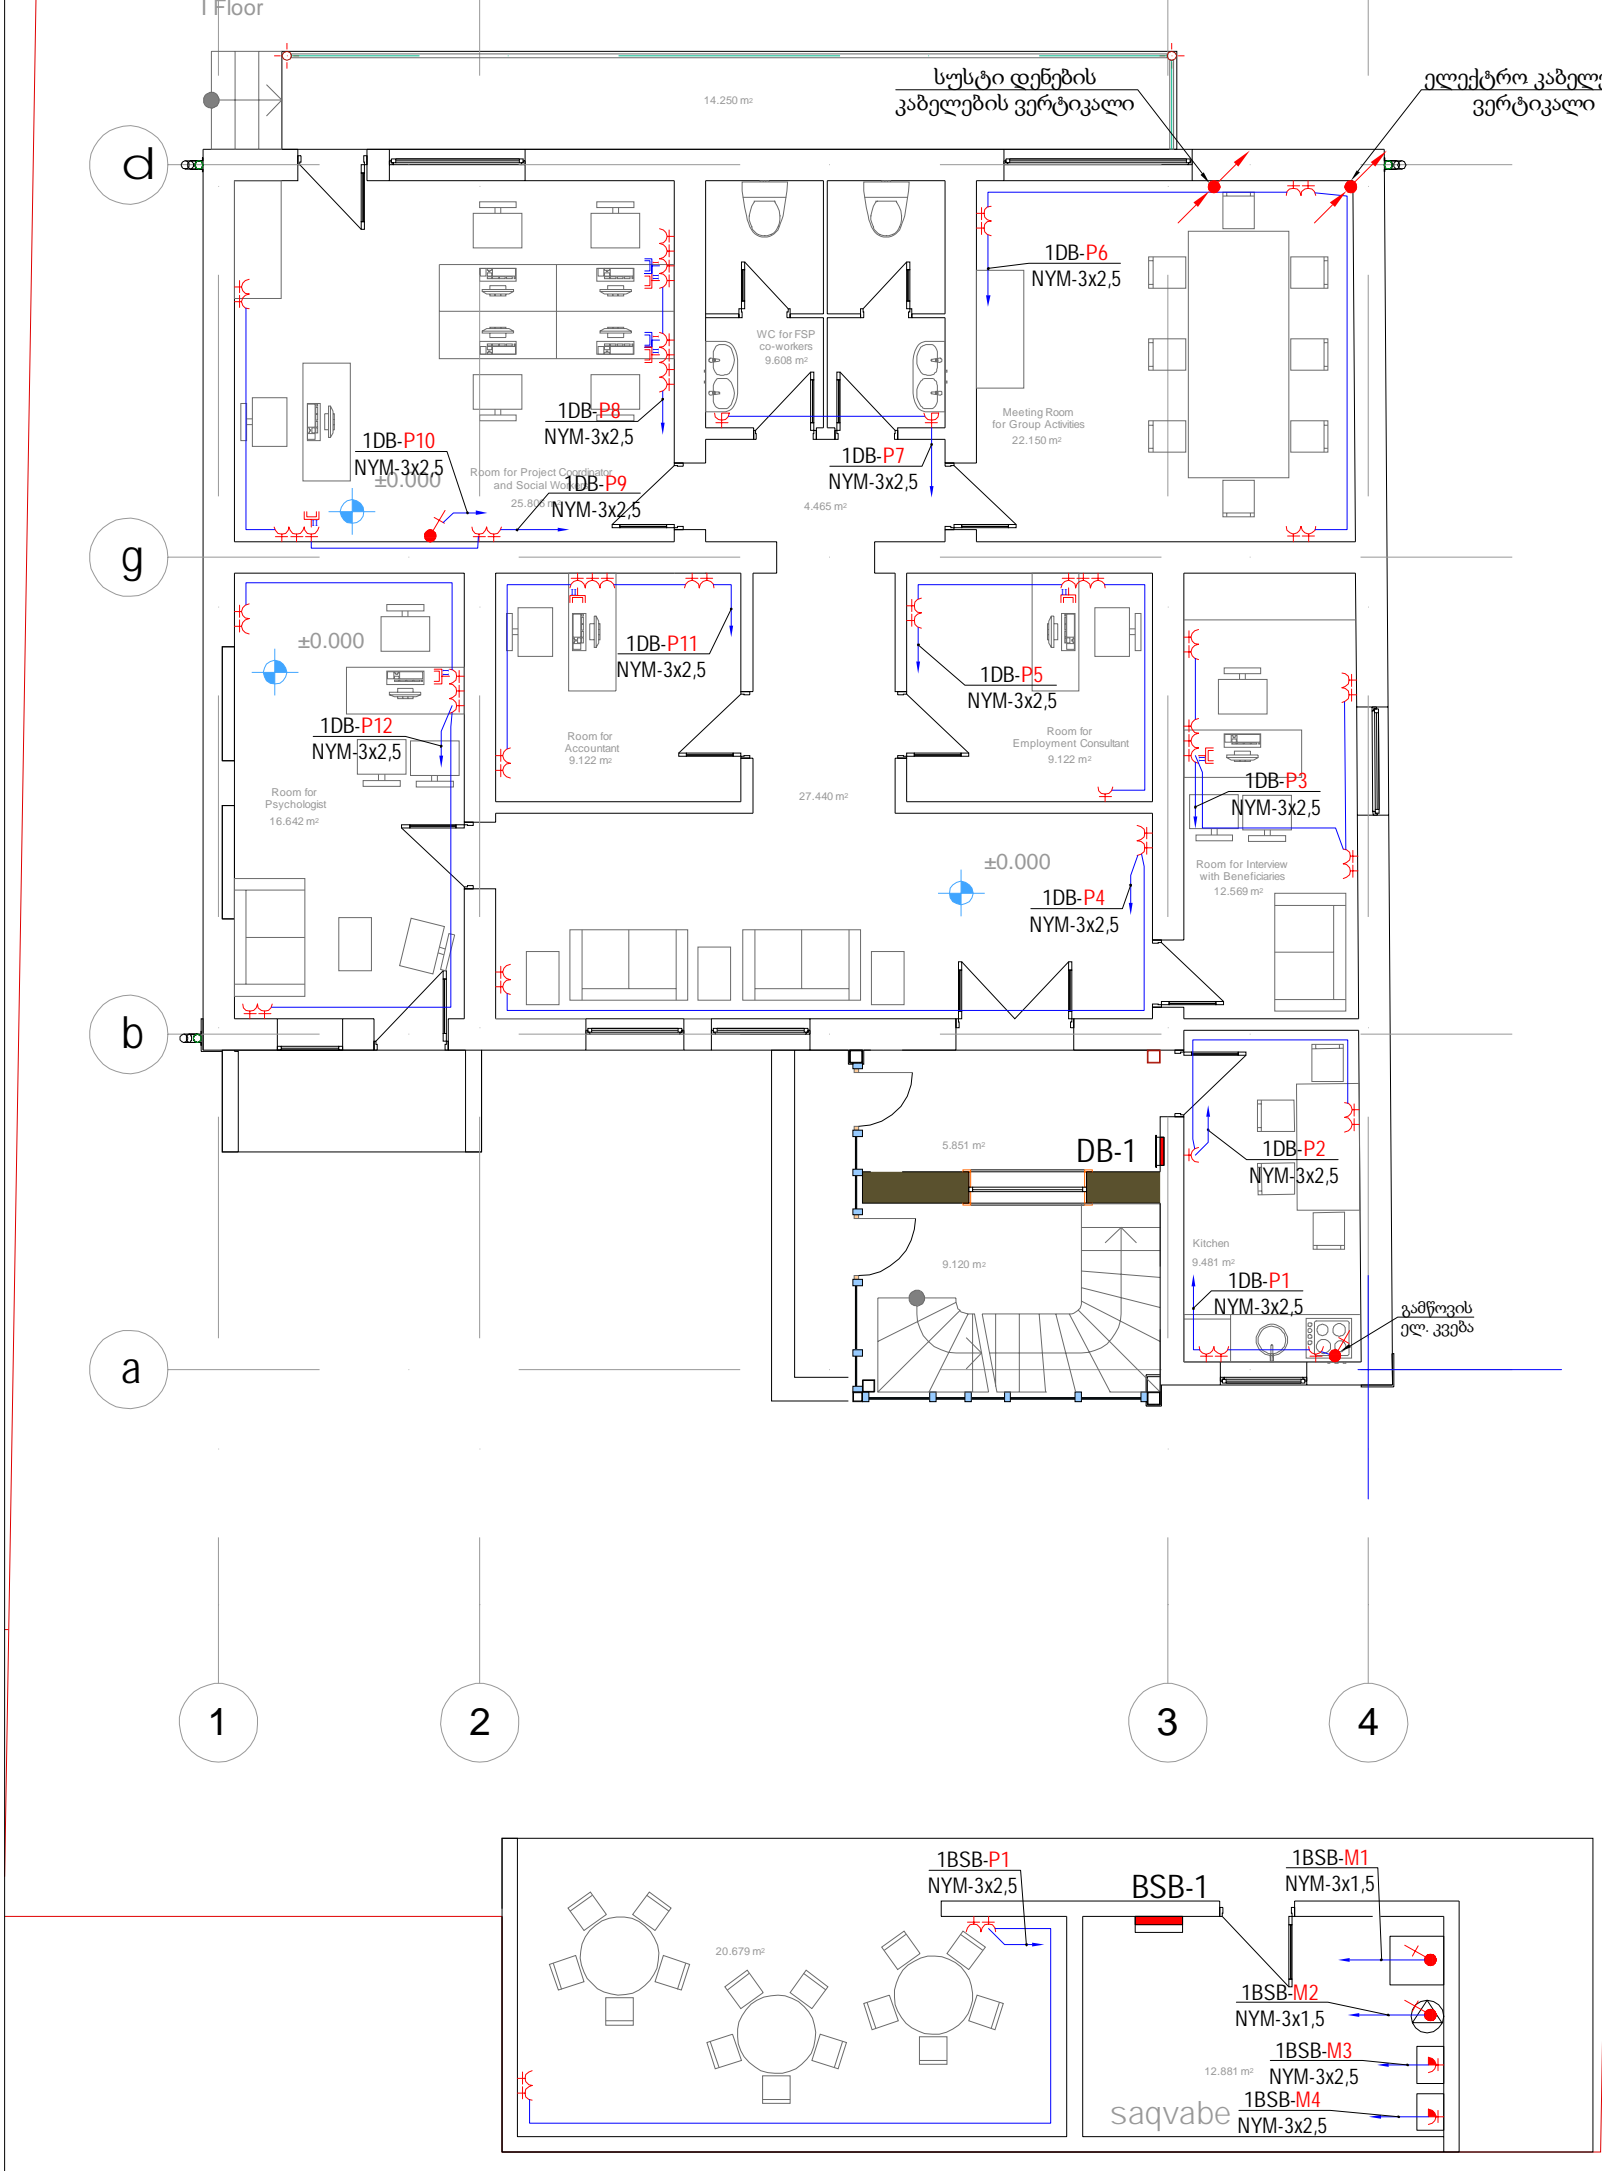 I Floor
სუსტი დენების
კაბელების ვერტიკალი
ვერტიკალი
14.250 m²
d
1DB-P6
NYM-3x2,5
WC for FSP
co-workers
9.608 m²
1DB-P8
NYM-3x2,5
Meeting Room
for Group Activities
22.150 m²
1DB-P10
NYM-3x2,5
±0.000
Room for Project Coordinator
and Social Worker
1DB-P9
NYM-3x2,5
1DB-P7
NYM-3x2,5
4.465 m²
g
±0.000
1DB-P11
NYM-3x2,5
1DB-P5
NYM-3x2,5
1DB-P12
NYM-3x2,5
Room for
Accountant
9.122 m²
Room for
Employment Consultant
9.122 m²
1DB-P3
NYM-3x2,5
Room for
Psychologist
16.642 m²
27.440 m²
±0.000
Room for Interview
with Beneficiaries
12.569 m²
1DB-P4
NYM-3x2,5
b
5.851 m²
DB-1
1DB-P2
NYM-3x2,5
Kitchen
9.481 m²
9.120 m²
1DB-P1
NYM-3x2,5
გამწოვის
ელ. კვება
a
1
2
3
4
1BSB-P1
NYM-3x2,5
BSB-1
1BSB-M1
NYM-3x1,5
20.679 m²
1BSB-M2
NYM-3x1,5
1BSB-M3
NYM-3x2,5
12.881 m²
1BSB-M4
NYM-3x2,5
saqvabe